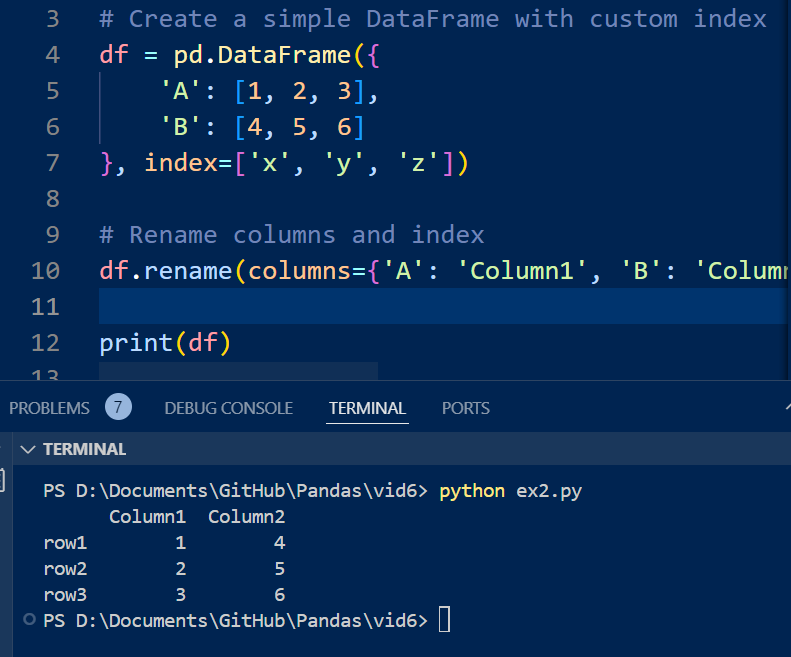 3 # Create a simple DataFrame with custom index
4 df = pd.DataFrame({
5     'A': [1, 2, 3],
6     'B': [4, 5, 6]
7 }, index=['x', 'y', 'z'])
8
9 # Rename columns and index
10 df.rename(columns={'A': 'Column1', 'B': 'Colum
11
12 print(df)
13
PROBLEMS 7 DEBUG CONSOLE TERMINAL PORTS
TERMINAL
PS D:\Documents\GitHub\Pandas\vid6> python ex2.py
      Column1  Column2
row1        1        4
row2        2        5
row3        3        6
PS D:\Documents\GitHub\Pandas\vid6>